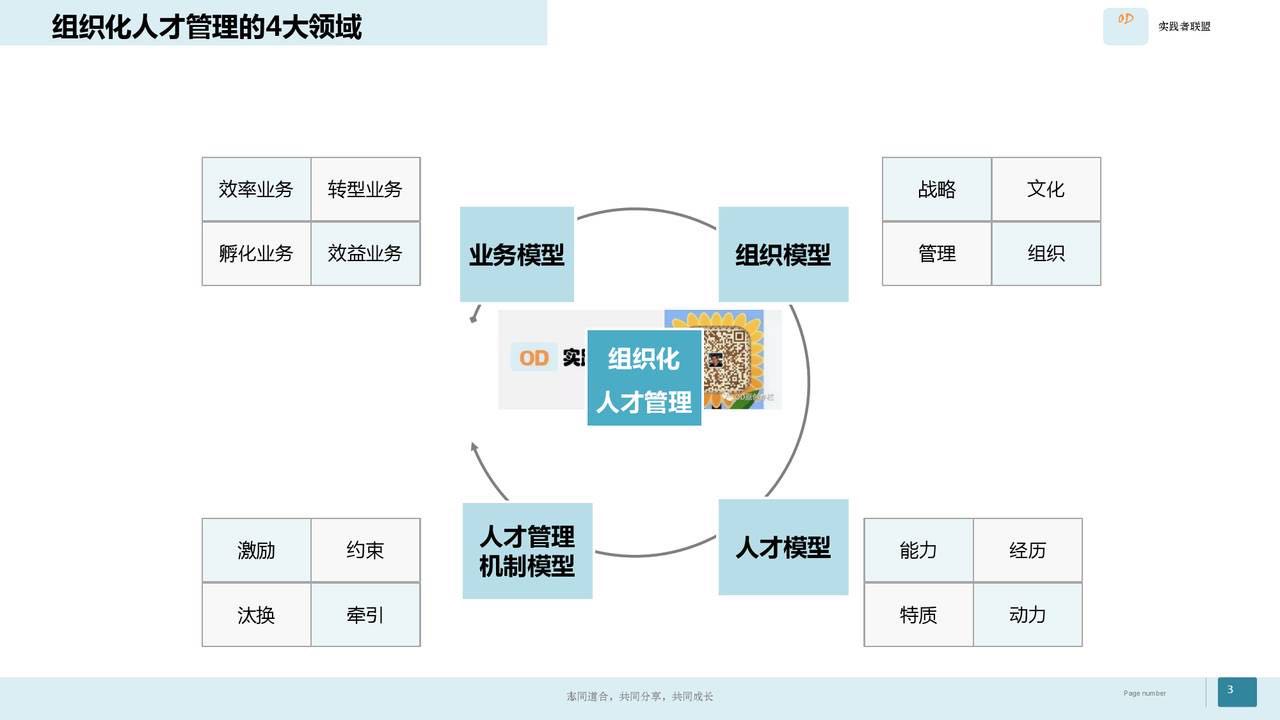 组织化人才管理的4大领域
OD
实践者联盟
效率业务 转型业务
孵化业务 效益业务
战略 文化
管理 组织
业务模型
组织模型
OD
组织化
人才管理
人才管理
机制模型
人才模型
激励 约束
汰换 牵引
能力 经历
特质 动力
志同道合，共同分享，共同成长
Page number
3